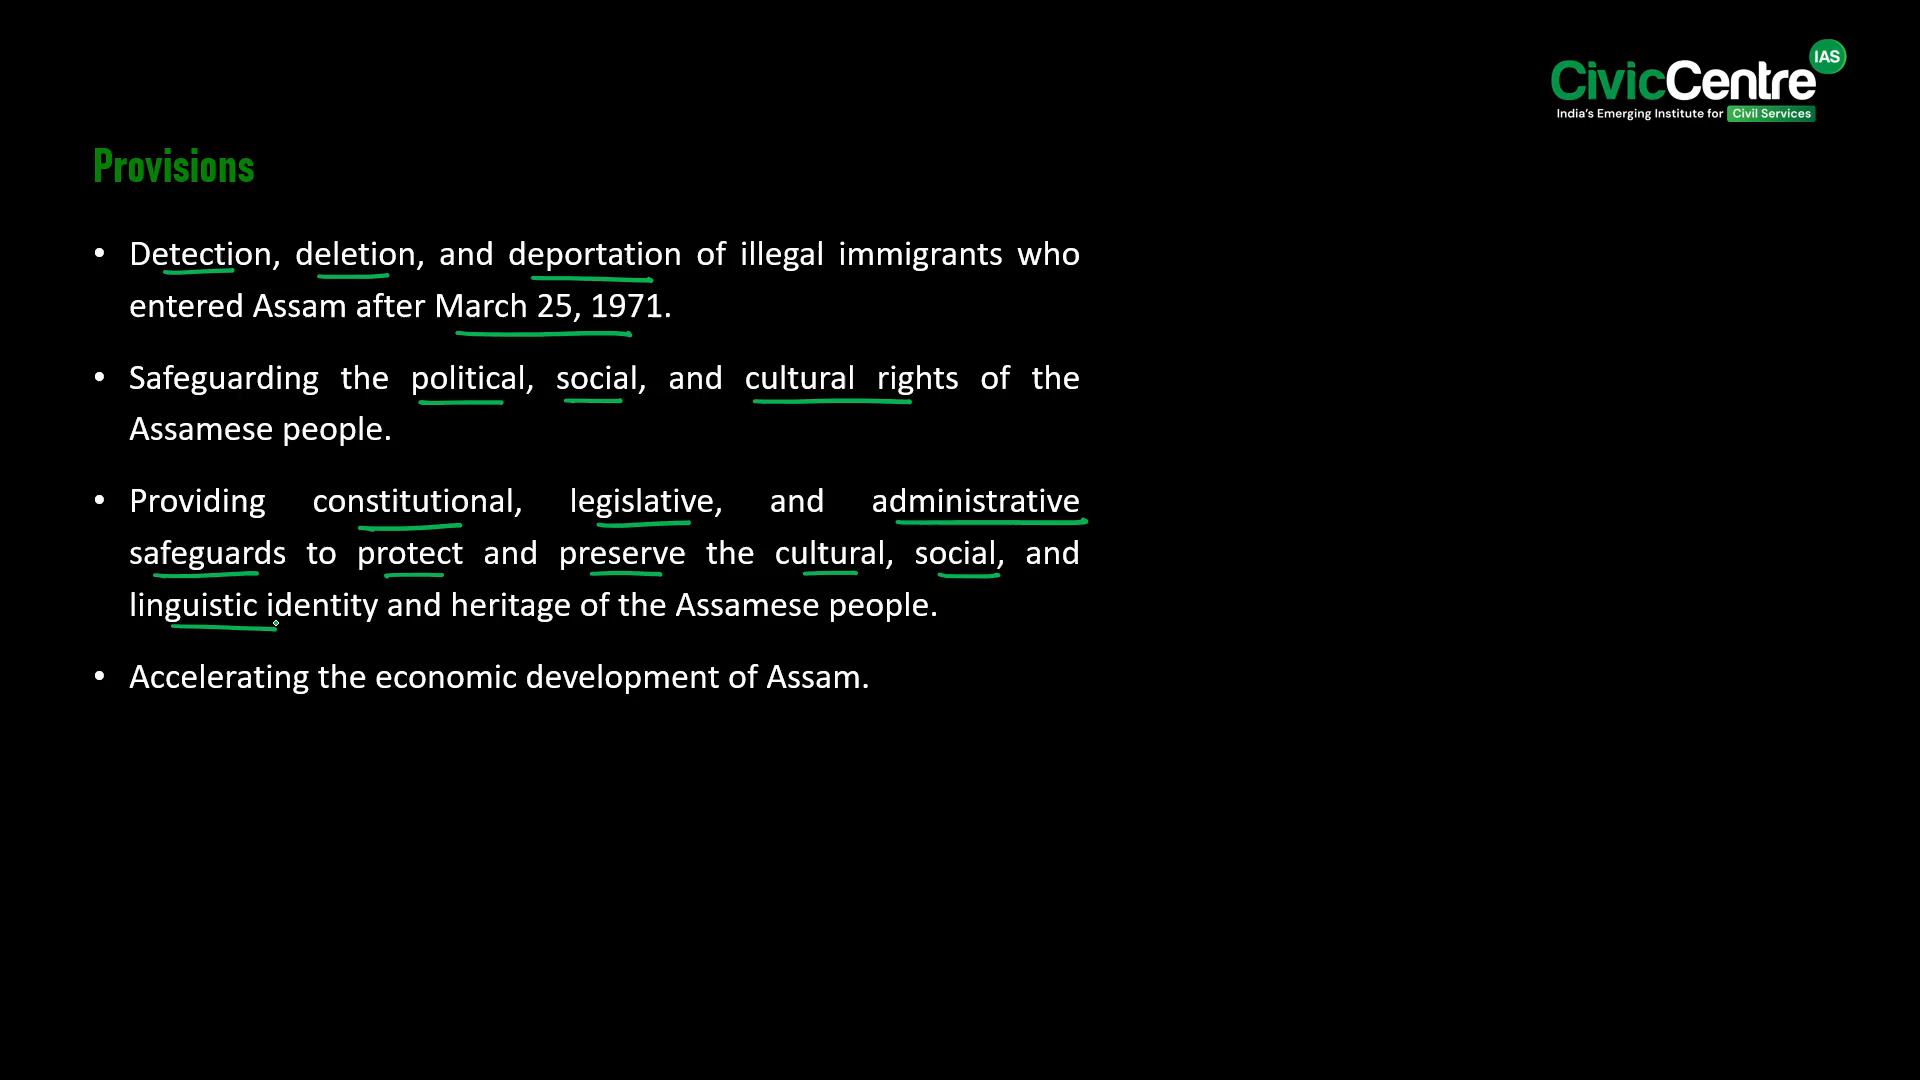 IAS
CivicCentre
India's Emerging Institute for Civil Services
Provisions
• Detection, deletion, and deportation of illegal immigrants who
entered Assam after March 25, 1971.
• Safeguarding the political, social, and cultural rights of the
Assamese people.
• Providing constitutional, legislative, and administrative
safeguards to protect and preserve the cultural, social, and
linguistic identity and heritage of the Assamese people.
• Accelerating the economic development of Assam.